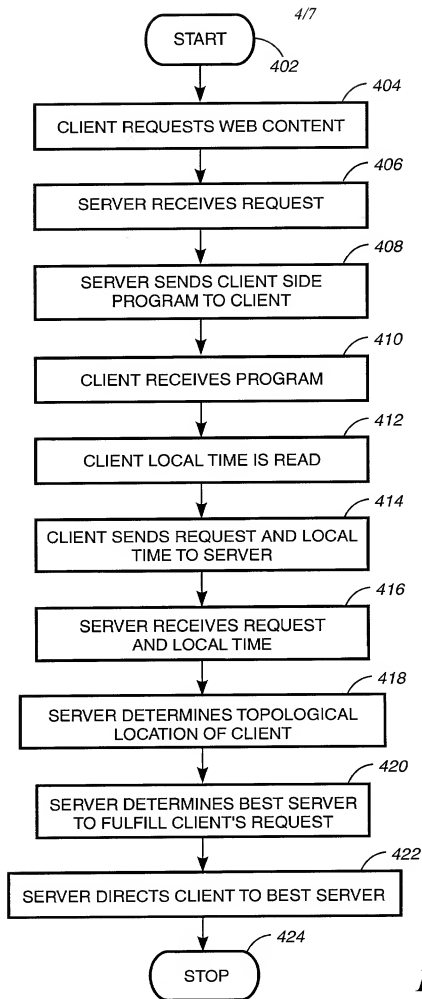 4/7
START
402
404
CLIENT REQUESTS WEB CONTENT
406
SERVER RECEIVES REQUEST
408
SERVER SENDS CLIENT SIDE
PROGRAM TO CLIENT
410
CLIENT RECEIVES PROGRAM
412
CLIENT LOCAL TIME IS READ
414
CLIENT SENDS REQUEST AND LOCAL
TIME TO SERVER
416
SERVER RECEIVES REQUEST
AND LOCAL TIME
418
SERVER DETERMINES TOPOLOGICAL
LOCATION OF CLIENT
420
SERVER DETERMINES BEST SERVER
TO FULFILL CLIENT'S REQUEST
422
SERVER DIRECTS CLIENT TO BEST SERVER
424
STOP